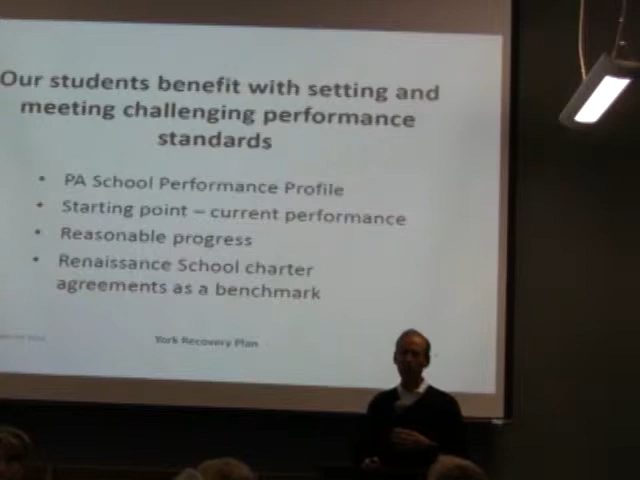 Our students benefit with setting and
meeting challenging performance
standards
• PA School Performance Profile
• Starting point – current performance
• Reasonable progress
• Renaissance School charter
agreements as a benchmark
York Recovery Plan